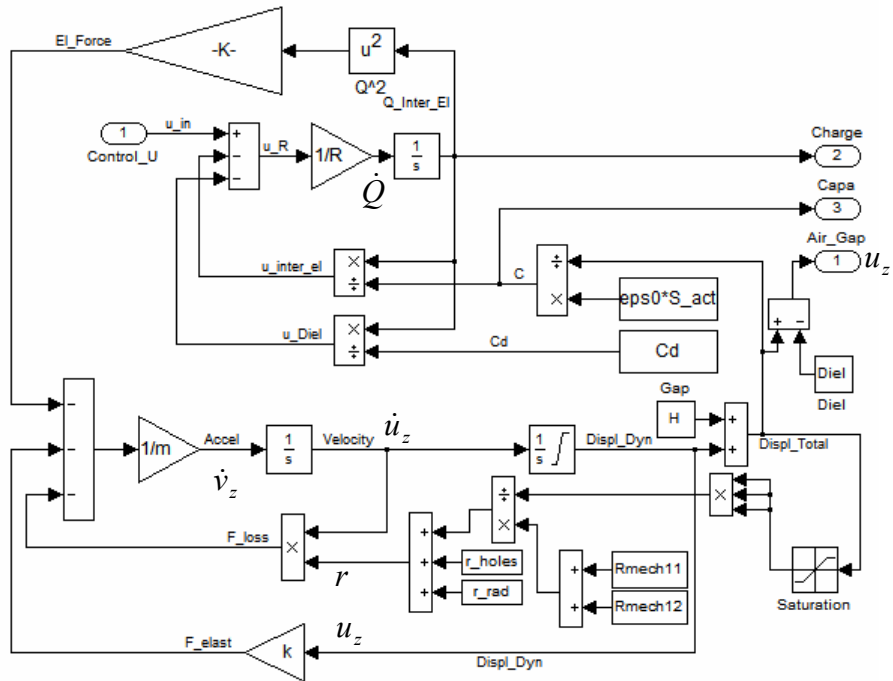 El_Force
-K-
u²
Q^2
Q_Inter_El
1
Control_U
u_in
+
−
−
u_R
1/R
Q̇
1
s
Charge
2
Capa
3
Air_Gap
1
u_z
u_inter_el
×
÷
C
÷
×
eps0*S_act
u_Diel
×
÷
Cd
Cd
+
−
Diel
Diel
Gap
H
−
−
−
1/m
Accel
v̇_z
1
s
Velocity
u̇_z
1
s
Displ_Dyn
+
+
Displ_Total
F_loss
×
r
+
+
+
r_holes
r_rad
÷
×
+
+
Rmech11
Rmech12
×
Saturation
F_elast
k
u_z
Displ_Dyn